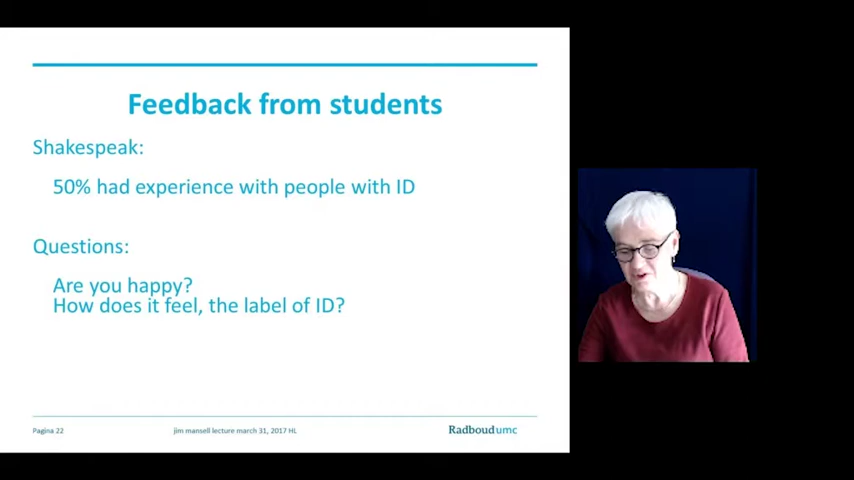 Feedback from students
Shakespeak:
50% had experience with people with ID
Questions:
Are you happy?
How does it feel, the label of ID?
Pagina 22
jim mansell lecture march 31, 2017 HL
Radboudumc